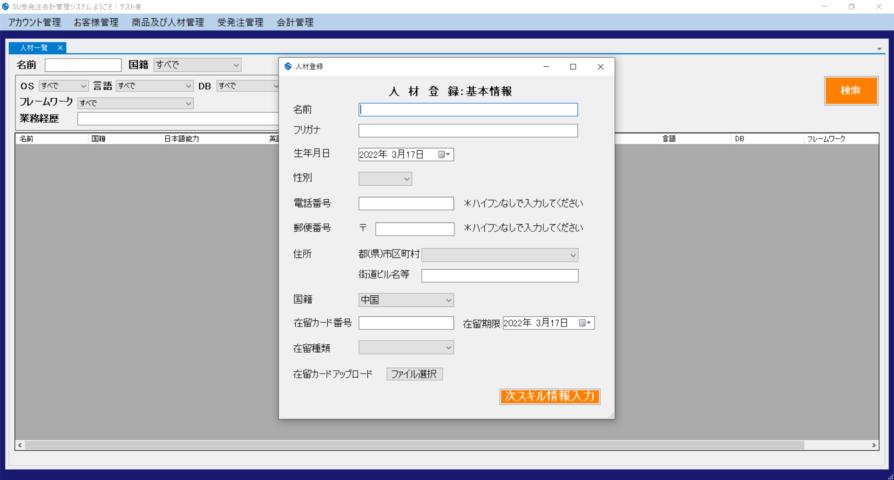 SU受発注会計管理システム ようこそ：テスト者
アカウント管理 お客様管理 商品及び人材管理 受発注管理 会計管理
人材一覧 ×
名前 国籍 すべて
OS すべて 言語 すべて DB すべて
フレームワーク すべて
業務経歴
検索
名前 国籍 日本語能力 言語 DB フレームワーク
人材登録
人 材 登 録:基本情報
名前
フリガナ
生年月日 2022年 3月17日
性別
電話番号 ＊ハイフンなしで入力してください
郵便番号 〒 ＊ハイフンなしで入力してください
住所 都(県)市区町村
街道ビル名等
国籍 中国
在留カード番号 在留期限 2022年 3月17日
在留種類
在留カードアップロード ファイル選択
次スキル情報入力